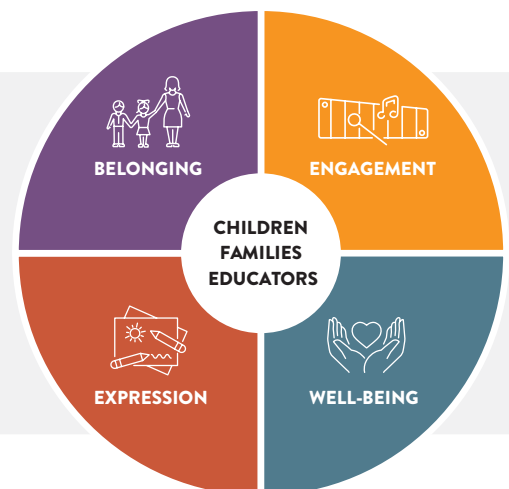 BELONGING
ENGAGEMENT
CHILDREN
FAMILIES
EDUCATORS
EXPRESSION
WELL-BEING